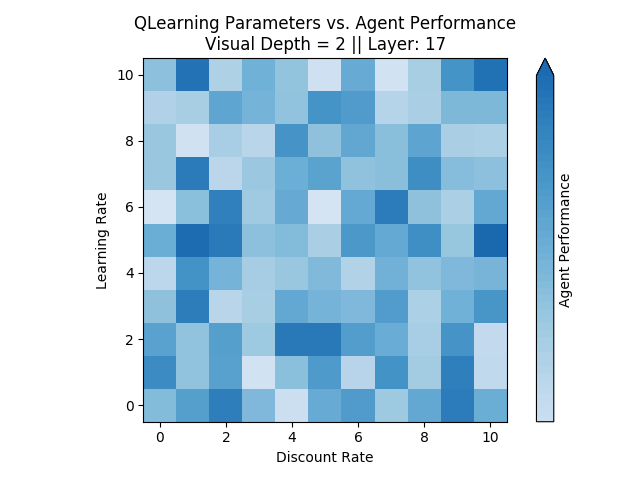 QLearning Parameters vs. Agent Performance
Visual Depth = 2 || Layer: 17
10
8
6
4
2
0
Learning Rate
0 2 4 6 8 10
Discount Rate
Agent Performance